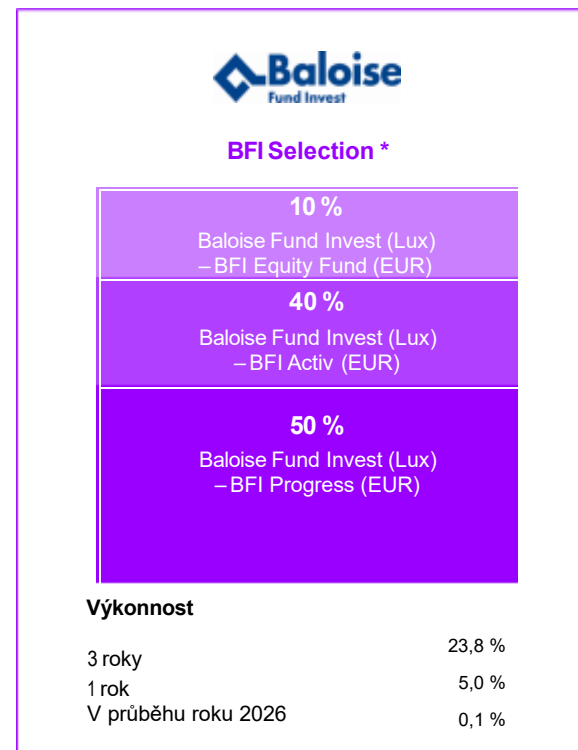 Baloise
Fund Invest
BFI Selection *
10 %
Baloise Fund Invest (Lux)
– BFI Equity Fund (EUR)
40 %
Baloise Fund Invest (Lux)
– BFI Activ (EUR)
50 %
Baloise Fund Invest (Lux)
– BFI Progress (EUR)
Výkonnost
3 roky 23,8 %
1 rok 5,0 %
V průběhu roku 2026 0,1 %